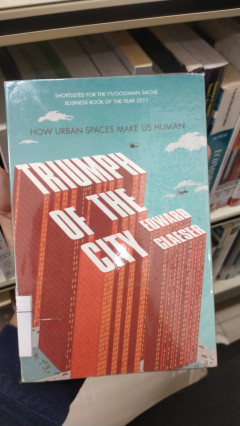 SHORTLISTED FOR THE FT/GOLDMAN SACHS
BUSINESS BOOK OF THE YEAR 2011
HOW URBAN SPACES MAKE US HUMAN
TRIUMPH
OF THE
CITY
EDWARD
GLAESER